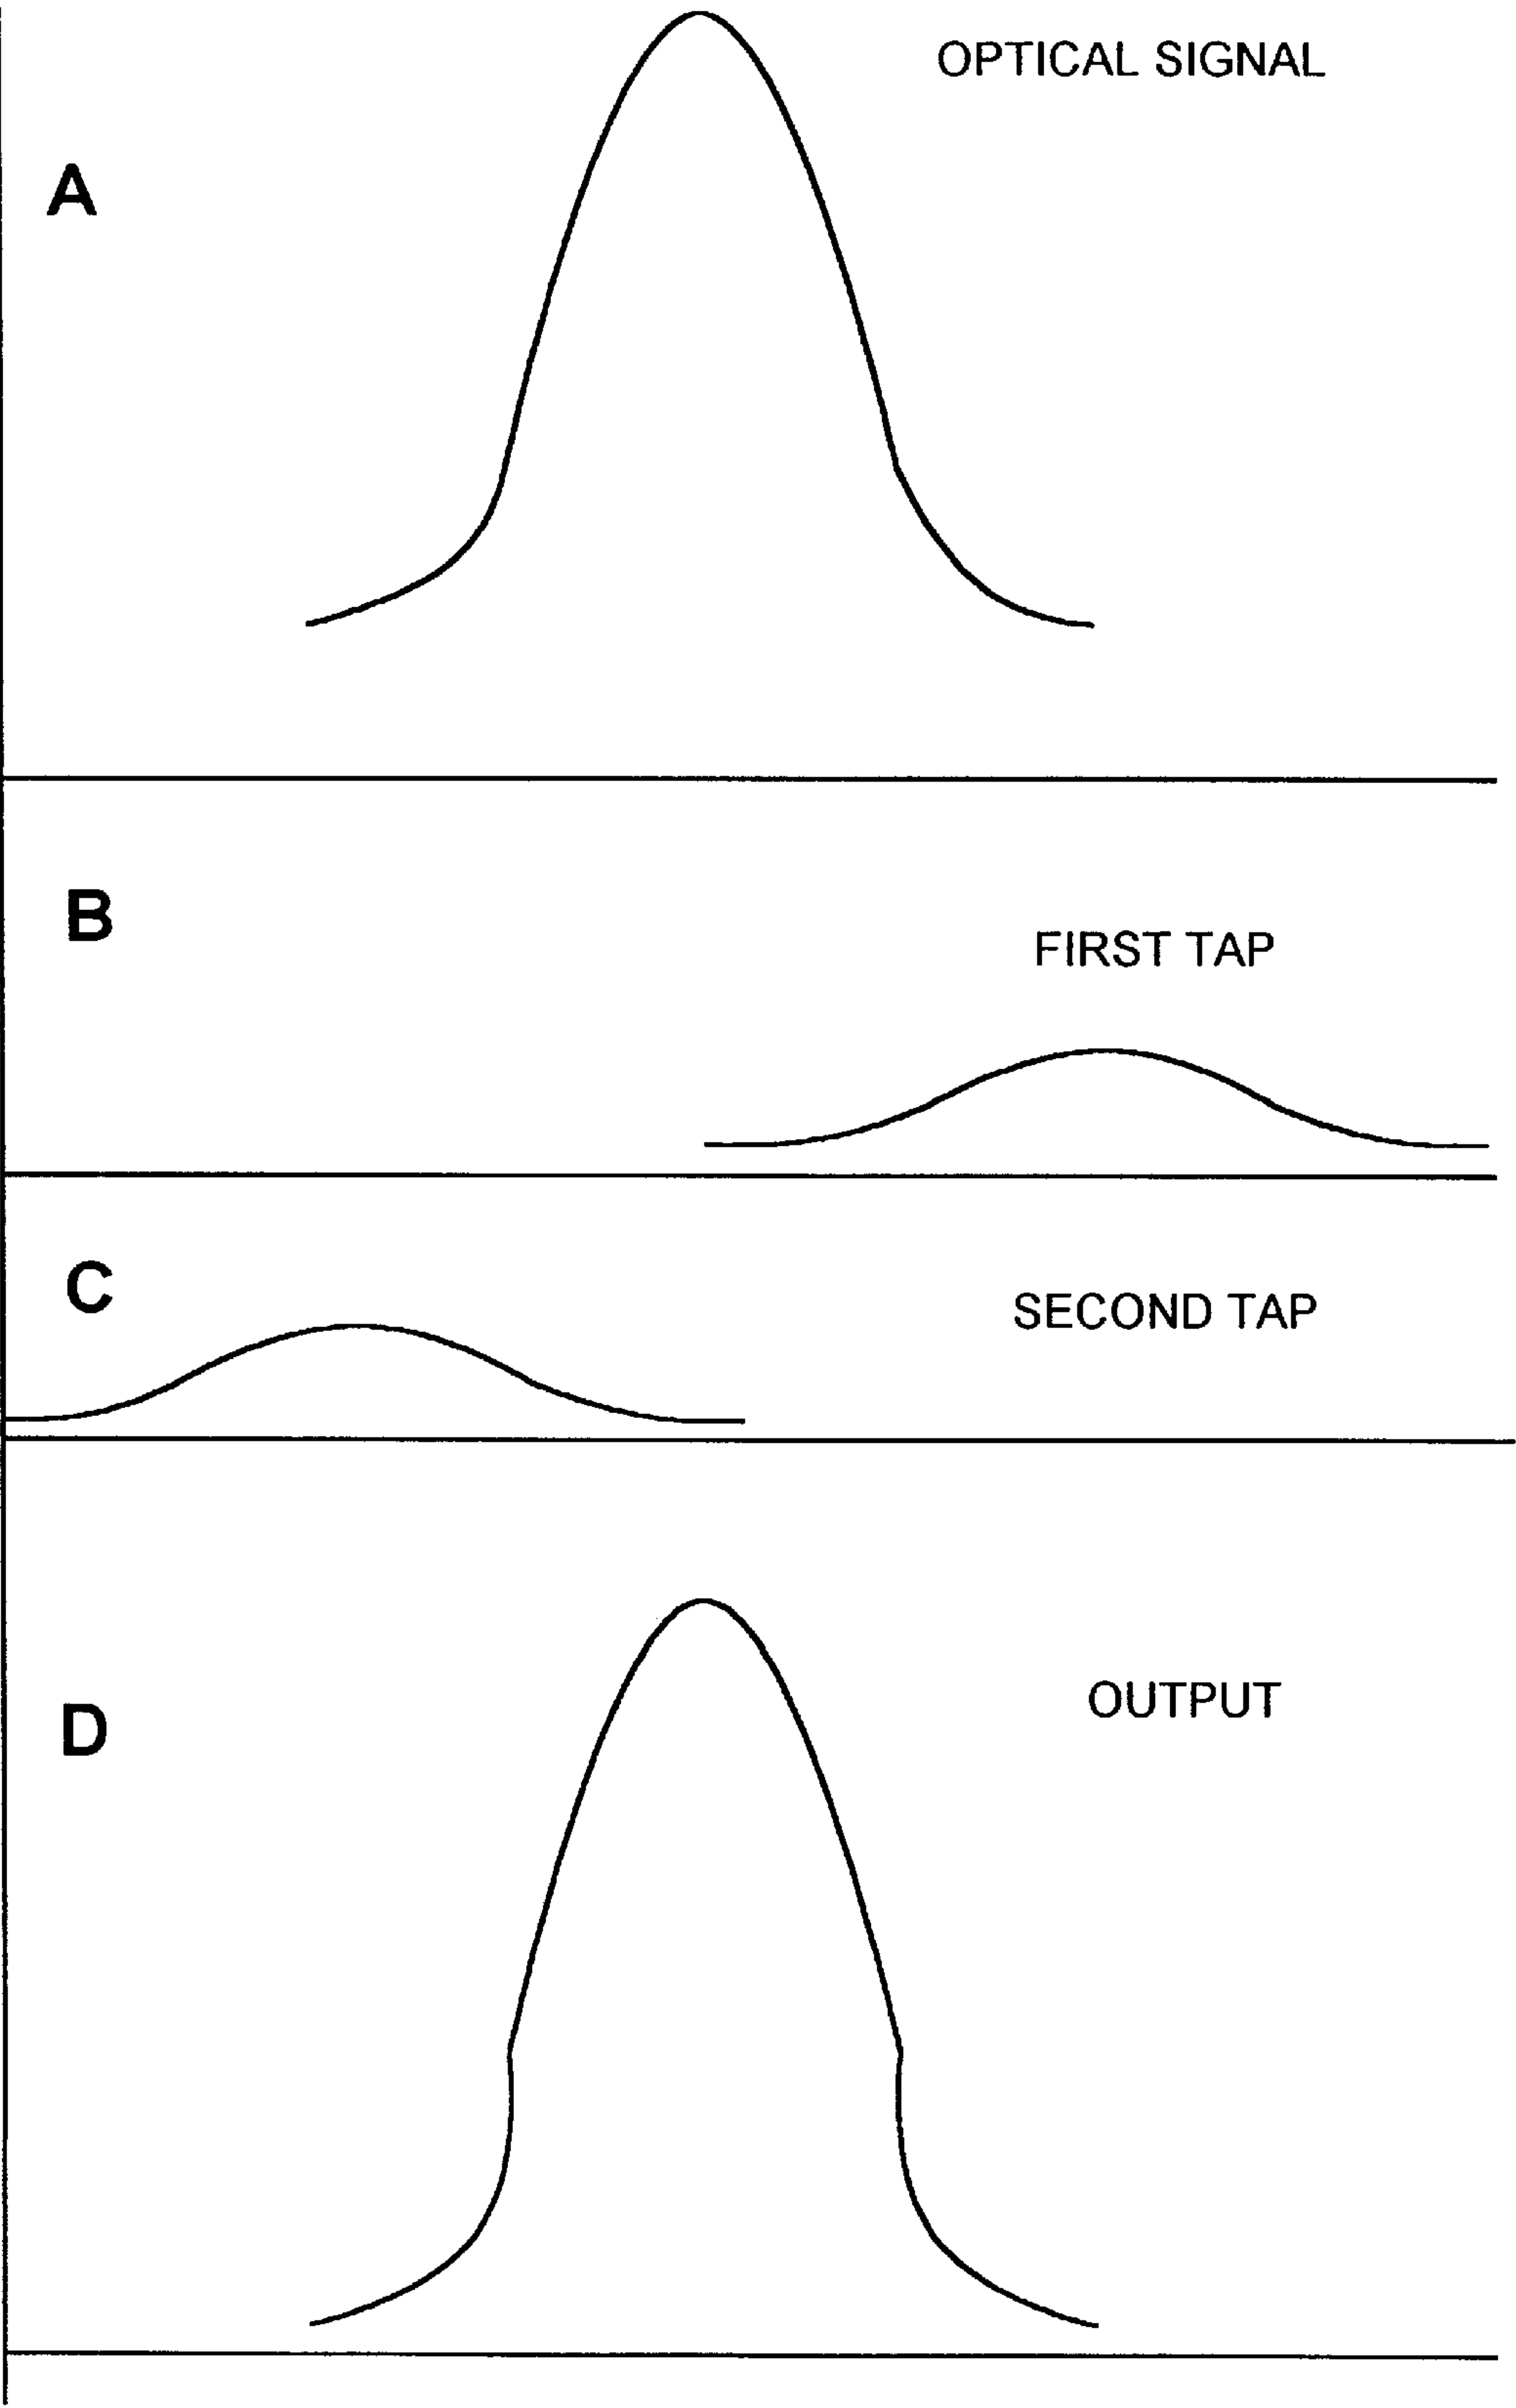 OPTICAL SIGNAL
A
B
FIRST TAP
C
SECOND TAP
OUTPUT
D